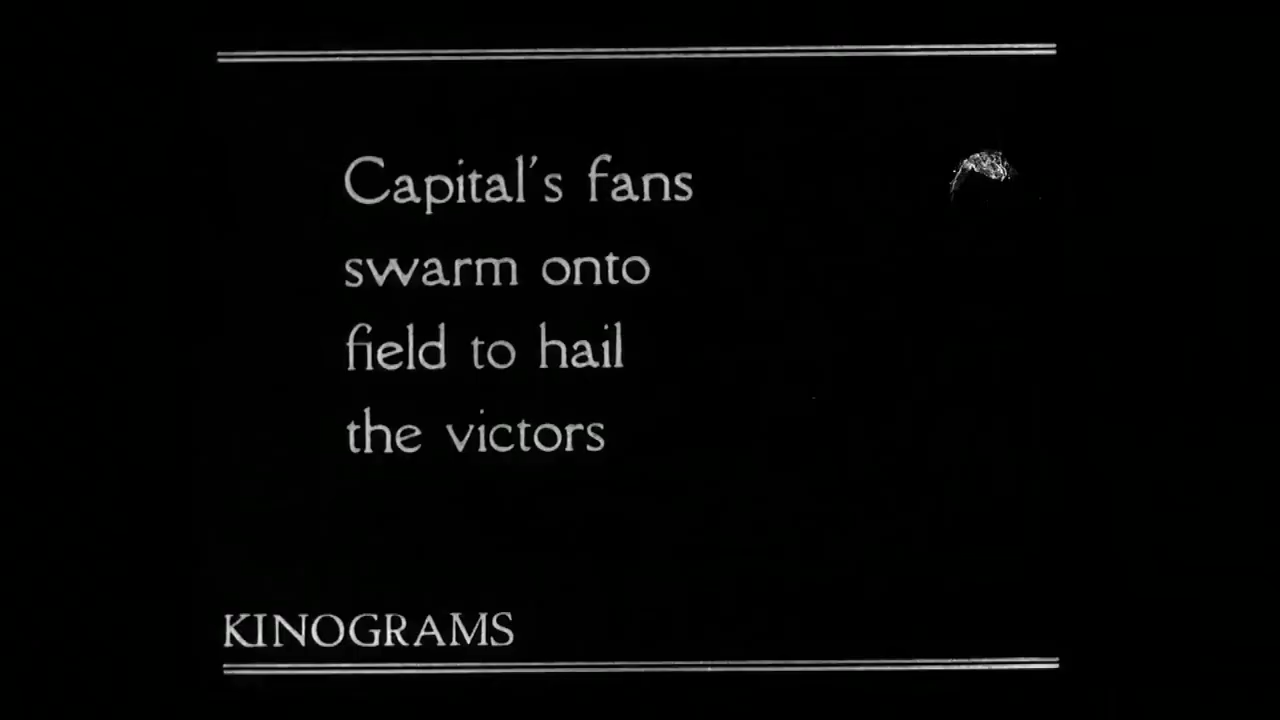 Capital's fans
swarm onto
field to hail
the victors
KINOGRAMS